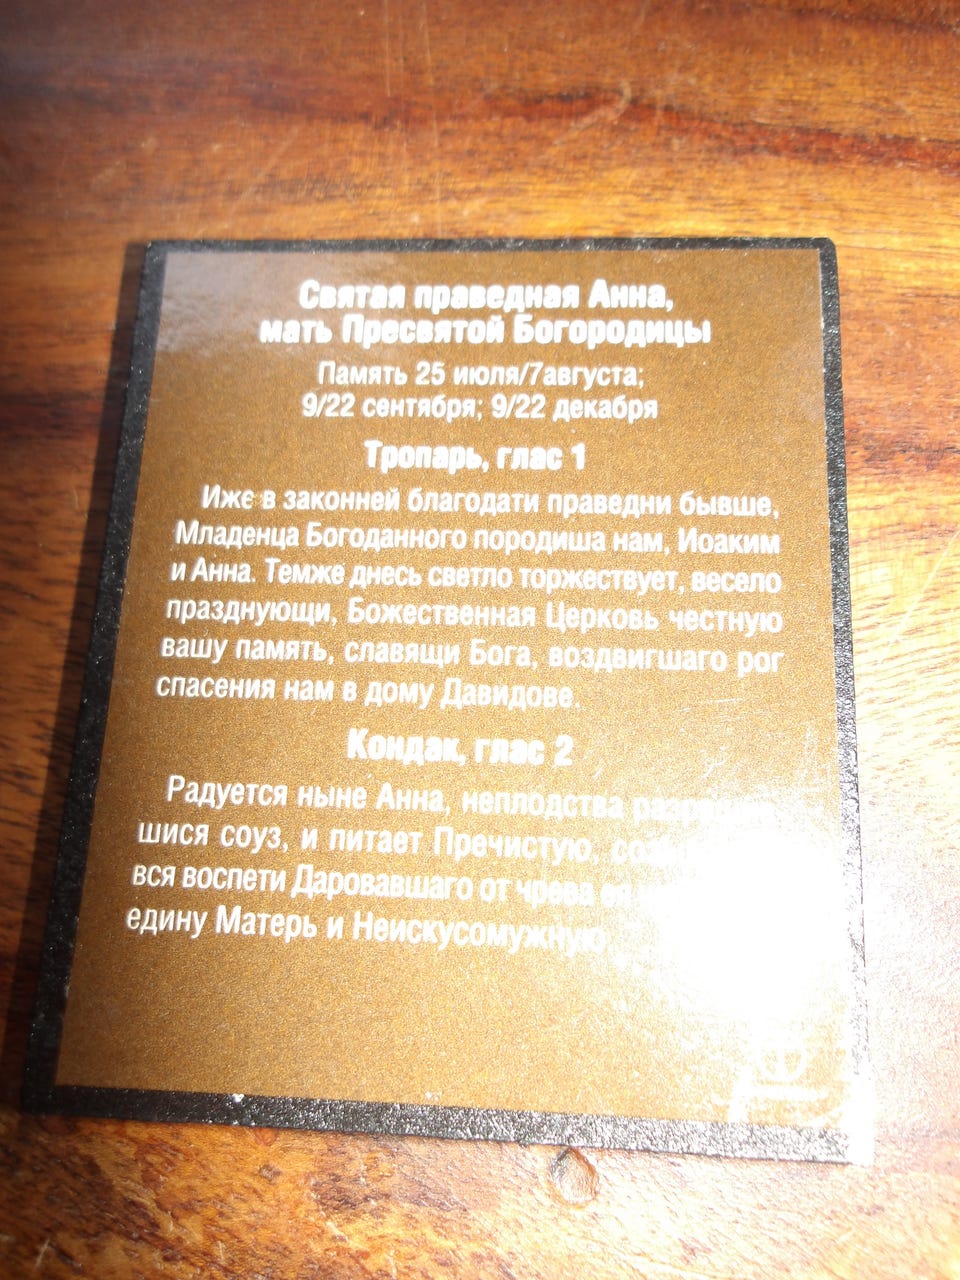 Святая праведная Анна,
мать Пресвятой Богородицы
Память 25 июля/7августа;
9/22 сентября; 9/22 декабря
Тропарь, глас 1
Иже в законней благодати праведни бывше,
Младенца Богоданного породиша нам, Иоаким
и Анна. Темже днесь светло торжествует, весело
празднующи, Божественная Церковь честную
вашу память, славящи Бога, воздвигшаго рог
спасения нам в дому Давидове.
Кондак, глас 2
Радуется ныне Анна, неплодства
шися соуз, и питает Пречистую,
вся воспети Даровавшаго от чрева ея
едину Матерь и Неискусомужную